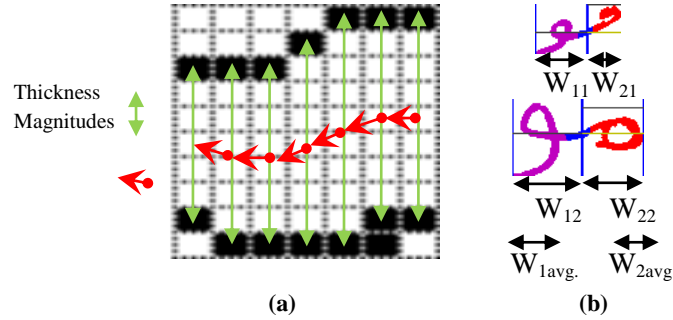 Thickness
Magnitudes
W11 W21
W12 W22
W1avg. W2avg
(a) (b)